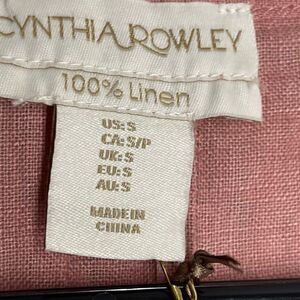 CYNTHIA ROWLEY
100% Linen
US: S
CA: S/P
UK: S
EU: S
AU: S
MADE IN
CHINA